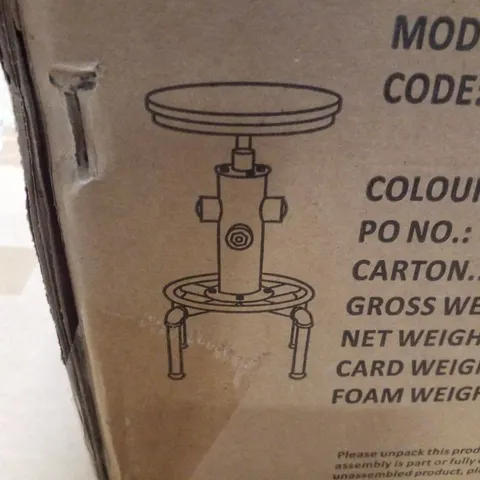 MOD
CODE:
COLOUR
PO NO.:
CARTON..
GROSS WE
NET WEIGH
CARD WEIGH
FOAM WEIGH
Please unpack this prod
assembly is part or fully
unassembled product, pl